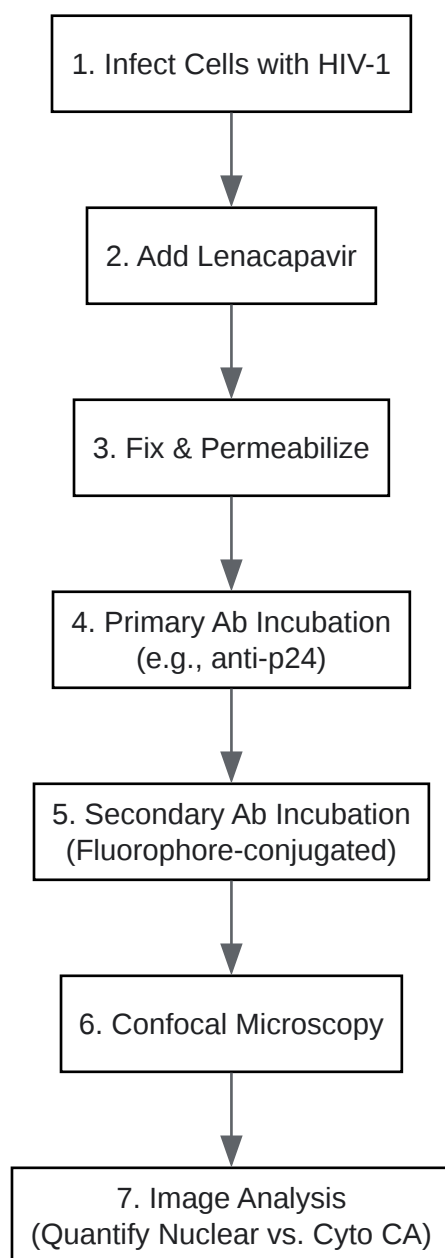 1. Infect Cells with HIV-1
2. Add Lenacapavir
3. Fix & Permeabilize
4. Primary Ab Incubation
(e.g., anti-p24)
5. Secondary Ab Incubation
(Fluorophore-conjugated)
6. Confocal Microscopy
7. Image Analysis
(Quantify Nuclear vs. Cyto CA)